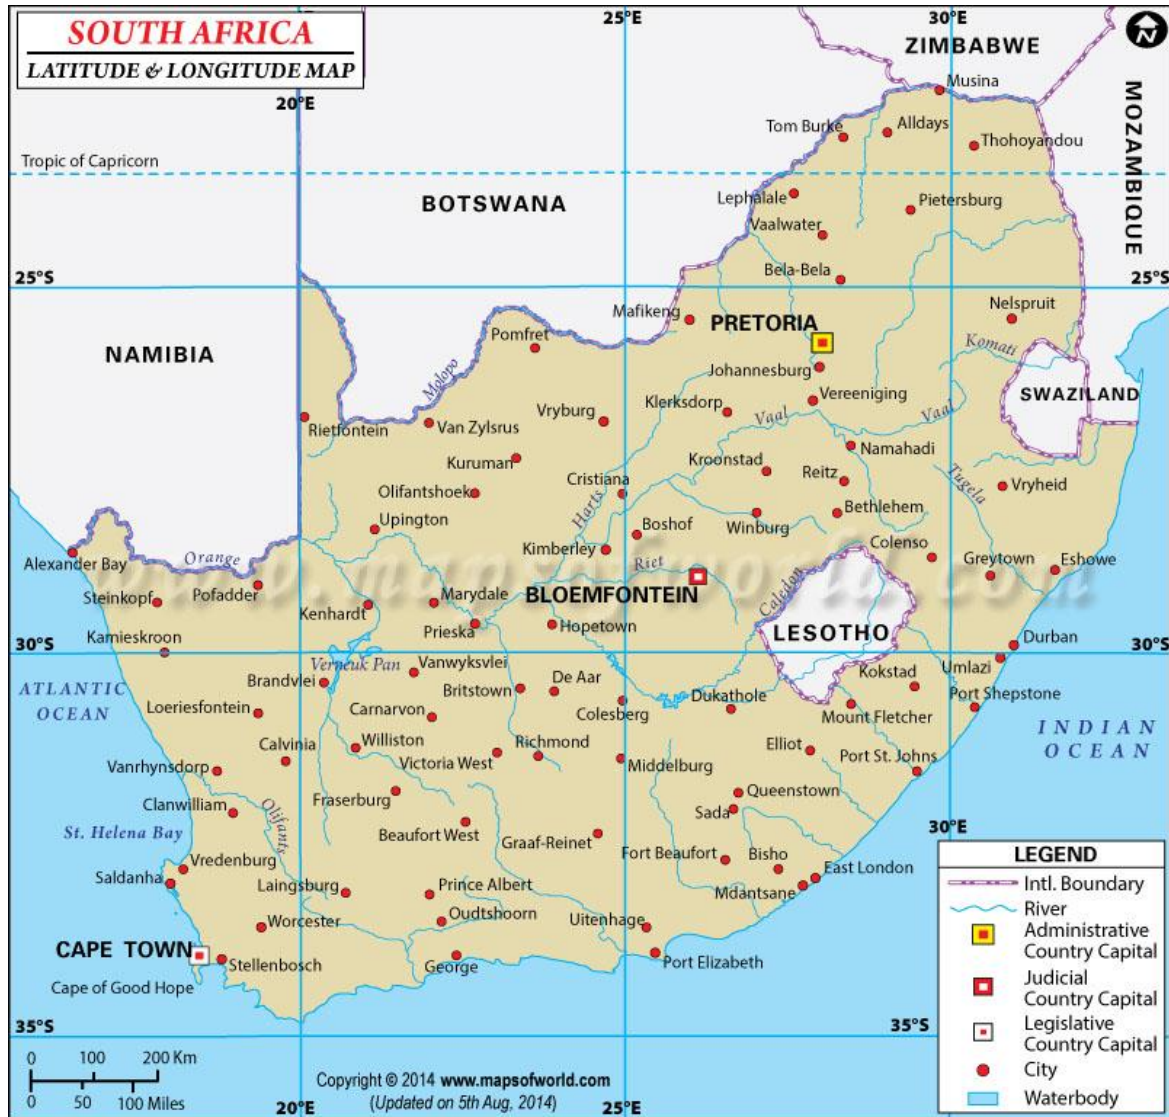 SOUTH AFRICA
LATITUDE & LONGITUDE MAP
25°E
30°E
N
ZIMBABWE
Musina
20°E
MOZAMBIQUE
Tom Burke
Alldays
Thohoyandou
Tropic of Capricorn
BOTSWANA
Lephalale
Pietersburg
Vaalwater
Bela-Bela
25°S
25°S
Mafikeng
Nelspruit
PRETORIA
Pomfret
Komati
NAMIBIA
Molopo
Johannesburg
SWAZILAND
Klerksdorp
Vereeniging
Vryburg
Vaal
Vaal
Rietfontein
Van Zylsrus
Namahadi
Kuruman
Kroonstad
Reitz
Tugela
Cristiana
Olifantshoek
Vryheid
Harts
Upington
Boshof
Winburg
Bethlehem
Colenso
Kimberley
Orange
Riet
Alexander Bay
Greytown
Eshowe
www.mapsofworld.com
Caledon
Steinkopf
Pofadder
Marydale
BLOEMFONTEIN
Kenhardt
Prieska
Hopetown
LESOTHO
Kamieskroon
Durban
30°S
30°S
Verneuk Pan
Vanwyksvlei
Umlazi
Kokstad
Brandvlei
Britstown
De Aar
ATLANTIC
OCEAN
Dukathole
Port Shepstone
Loeriesfontein
Carnarvon
Colesberg
Mount Fletcher
INDIAN
OCEAN
Calvinia
Williston
Richmond
Elliot
Port St. Johns
Vanrhynsdorp
Victoria West
Middelburg
Fraserburg
Queenstown
Clanwilliam
Olifants
Sada
St. Helena Bay
Beaufort West
Graaf-Reinet
30°E
Vredenburg
Fort Beaufort
Bisho
East London
Saldanha
Laingsburg
Prince Albert
Mdantsane
Worcester
Oudtshoorn
Uitenhage
CAPE TOWN
Stellenbosch
George
Port Elizabeth
Cape of Good Hope
35°S
35°S
LEGEND
Intl. Boundary
River
Administrative
Country Capital
Judicial
Country Capital
Legislative
Country Capital
City
Waterbody
0 100 200 Km
0 50 100 Miles
Copyright © 2014 www.mapsofworld.com
(Updated on 5th Aug, 2014)
20°E
25°E